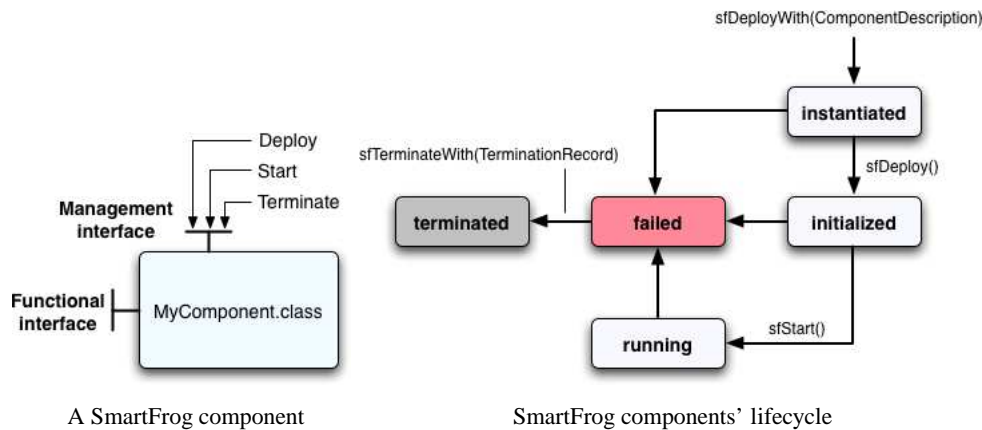 Deploy
Start
Terminate
Management
interface
Functional
interface
MyComponent.class
A SmartFrog component
sfDeployWith(ComponentDescription)
instantiated
sfTerminateWith(TerminationRecord)
sfDeploy()
terminated
failed
initialized
sfStart()
running
SmartFrog components’ lifecycle